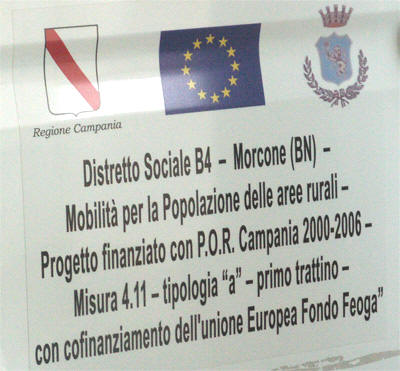 Regione Campania
Distretto Sociale B4 – Morcone (BN) –
Mobilità per la Popolazione delle aree rurali –
Progetto finanziato con P.O.R. Campania 2000-2006 –
Misura 4.11 – tipologia “a” – primo trattino –
con cofinanziamento dell'unione Europea Fondo Feoga”